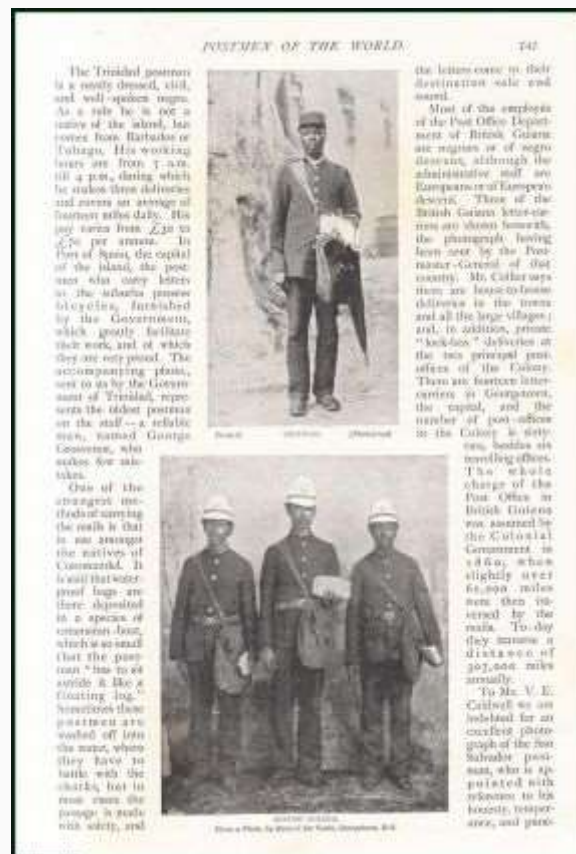 POSTMEN OF THE WORLD.
The Trinidad postman
is a neatly dressed, civil,
and well-spoken negro.
As a rule he is not a
native of the island, but
comes from Barbados or
Tobago. His working
hours are from 5 a.m.
till 4 p.m., during which
he makes three deliveries
and covers an average of
fourteen miles daily. His
pay varies from
per annum. In
Port of Spain, the capital
of the island, the post-
men who carry letters
to the suburbs possess
bicycles, furnished
by the Government,
which greatly facilitate
their work, and of which
they are very proud. The
accompanying photo.,
sent to us by the Govern-
ment of Trinidad, repre-
sents the oldest postman
on the staff—a reliable
man, named George
who
makes few mis-
takes.
One of the
strangest me-
thods of carrying
the mails is that
in use amongst
the natives of
It
is said that water-
proof bags are
there deposited
in a species of
catamaran-boat,
which is so small
that the post-
man "has to sit
astride it like a
floating log."
Sometimes these
postmen are
washed off into
the water, where
they have to
battle with the
sharks, but in
most cases the
passage is made
with safety, and
the letters come to their
destination safe and
sound.
Most of the employés
of the Post Office Depart-
ment of British Guiana
are negroes or of negro
descent, although the
administrative staff are
Europeans or of European
descent. Three of the
British Guiana letter-car-
riers are shown herewith,
the photograph having
been sent by the Post-
master-General of that
country. Mr. says
there are house-to-house
deliveries in the towns
and all the large villages;
and, in addition, private
"lock-box" deliveries at
the two principal post-
offices of the Colony.
There are fourteen letter-
carriers in Georgetown,
the capital, and the
number of post-offices
in the Colony is sixty-
two, besides six
travelling offices.
The whole
charge of the
Post Office in
British Guiana
was assumed by
the Colonial
Government in
1860, when
slightly over
miles
were then tra-
versed by the
mails. To-day
they traverse a
distance of
miles
annually.
To Mr. V. E.
Caldwell we are
indebted for an
excellent photo-
graph of the San
Salvador post-
man, who is ap-
pointed with
reference to his
honesty, temper-
ance, and punc-
TRINIDAD.
BRITISH GUIANA.